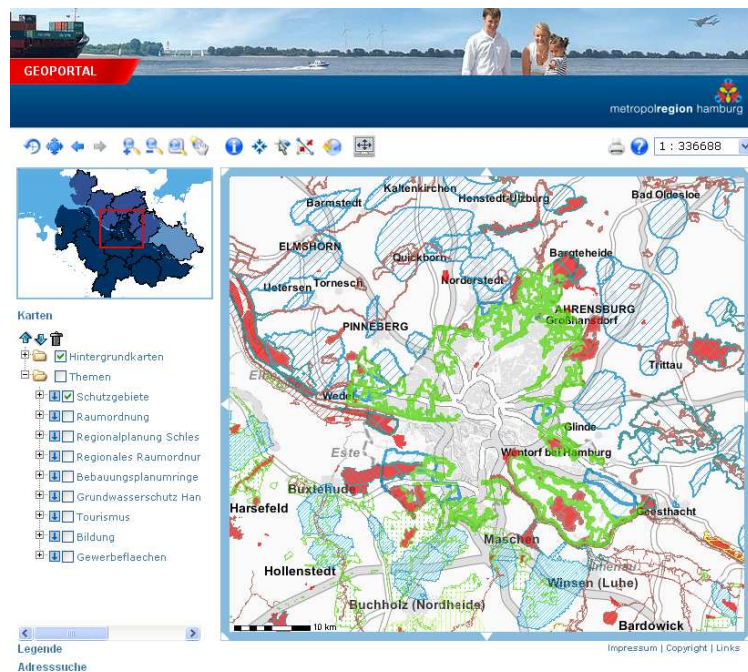 GEOPORTAL
metropolregion hamburg
1 : 336688
Karten
Hintergrundkarten
Themen
Schutzgebiete
Raumordnung
Regionalplanung Schles
Regionales Raumordnur
Bebauungsplanumringe
Grundwasserschutz Han
Tourismus
Bildung
Gewerbeflaechen
Legende
Adresssuche
Kaltenkirchen
Barmstedt
Henstedt-Ulzburg
Bad Oldesloe
ELMSHORN
Quickborn
Bargteheide
Uetersen
Tornesch
Norderstedt
AHRENSBURG
Großhansdorf
PINNEBERG
Trittau
Wedel
Glinde
Este
Wentorf bei Hamburg
Buxtehude
Harsefeld
Geesthacht
Maschen
Hollenstedt
Winsen (Luhe)
Buchholz (Nordheide)
Bardowick
10 km
Impressum | Copyright | Links